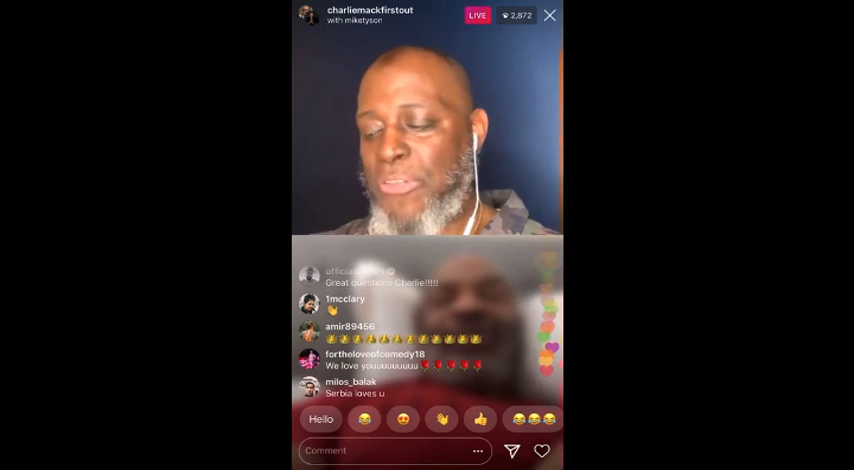 charliemackfirstout
with miketyson
LIVE
2,872
Great questions Charlie!!!!!
1mcclary
👋
amir89456
👑👑👑👍👍👍👑👑👑👑👑👑
fortheloveofcomedy18
We love youuuuuuuuu🌹🌹🌹🌹🌹
milos_balak
Serbia loves u
Hello 😂 😍 👋 👍 😂😂😂
Comment